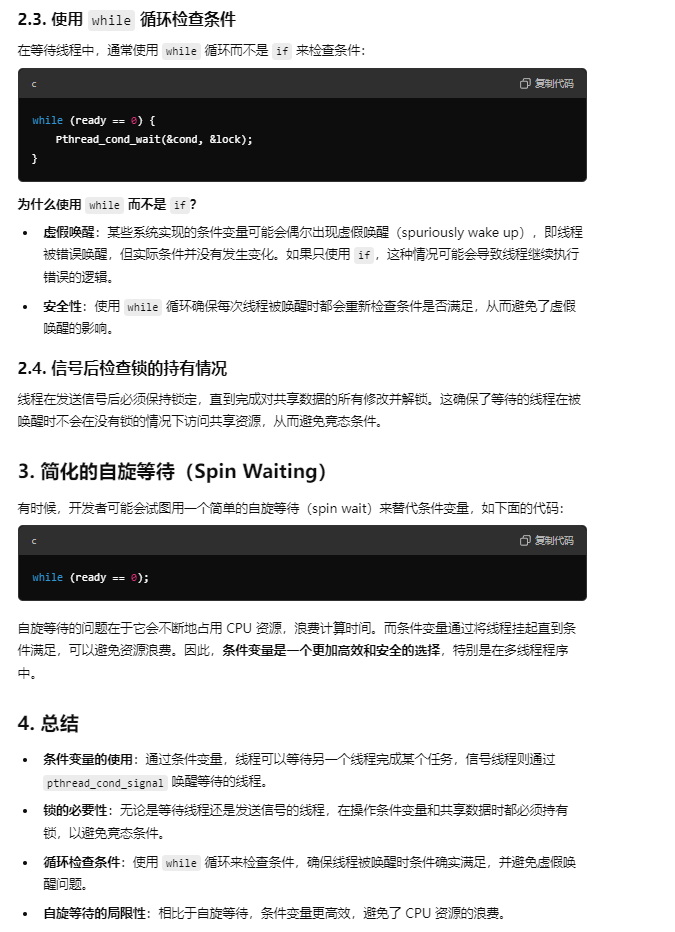 2.3. 使用 while 循环检查条件
在等待线程中，通常使用 while 循环而不是 if 来检查条件：
c
复制代码
while (ready == 0) {
    Pthread_cond_wait(&cond, &lock);
}
为什么使用 while 而不是 if？
• 虚假唤醒：某些系统实现的条件变量可能会偶尔出现虚假唤醒（spuriously wake up），即线程
被错误唤醒，但实际条件并没有发生变化。如果只使用 if，这种情况可能会导致线程继续执行
错误的逻辑。
• 安全性：使用 while 循环确保每次线程被唤醒时都会重新检查条件是否满足，从而避免了虚假
唤醒的影响。
2.4. 信号后检查锁的持有情况
线程在发送信号后必须保持锁定，直到完成对共享数据的所有修改并解锁。这确保了等待的线程在被
唤醒时不会在没有锁的情况下访问共享资源，从而避免竞态条件。
3. 简化的自旋等待（Spin Waiting）
有时候，开发者可能会试图用一个简单的自旋等待（spin wait）来替代条件变量，如下面的代码：
c
复制代码
while (ready == 0);
自旋等待的问题在于它会不断地占用 CPU 资源，浪费计算时间。而条件变量通过将线程挂起直到条
件满足，可以避免资源浪费。因此，条件变量是一个更加高效和安全的选择，特别是在多线程程序
中。
4. 总结
• 条件变量的使用：通过条件变量，线程可以等待另一个线程完成某个任务，信号线程则通过
pthread_cond_signal 唤醒等待的线程。
• 锁的必要性：无论是等待线程还是发送信号的线程，在操作条件变量和共享数据时都必须持有
锁，以避免竞态条件。
• 循环检查条件：使用 while 循环来检查条件，确保线程被唤醒时条件确实满足，并避免虚假唤
醒问题。
• 自旋等待的局限性：相比于自旋等待，条件变量更高效，避免了 CPU 资源的浪费。